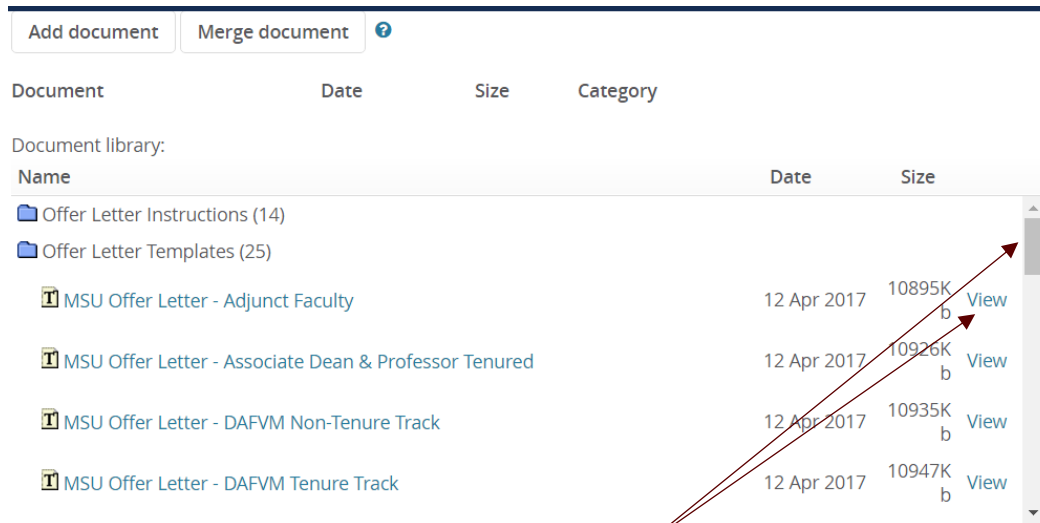 Add document Merge document ?
Document Date Size Category
Document library:
Name Date Size
Offer Letter Instructions (14)
Offer Letter Templates (25)
T MSU Offer Letter - Adjunct Faculty 12 Apr 2017 10895K
b View
T MSU Offer Letter - Associate Dean & Professor Tenured 12 Apr 2017 10926K
b View
T MSU Offer Letter - DAFVM Non-Tenure Track 12 Apr 2017 10935K
b View
T MSU Offer Letter - DAFVM Tenure Track 12 Apr 2017 10947K
b View